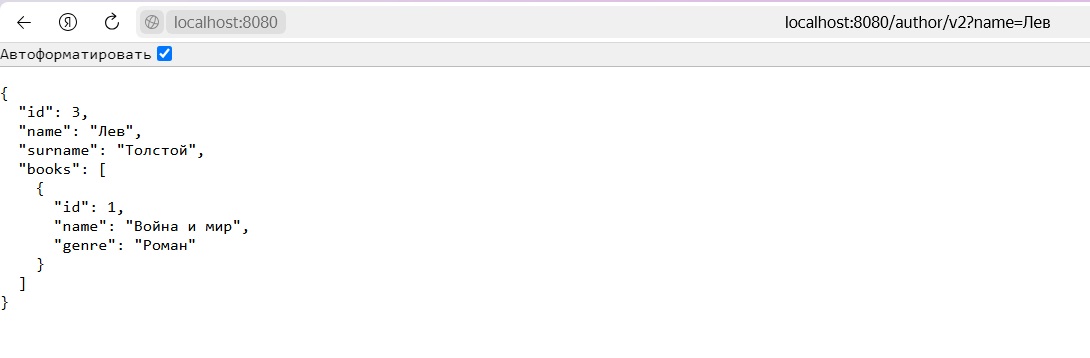 localhost:8080 localhost:8080/author/v2?name=Лев
Автоформатировать
{
  "id": 3,
  "name": "Лев",
  "surname": "Толстой",
  "books": [
    {
      "id": 1,
      "name": "Война и мир",
      "genre": "Роман"
    }
  ]
}